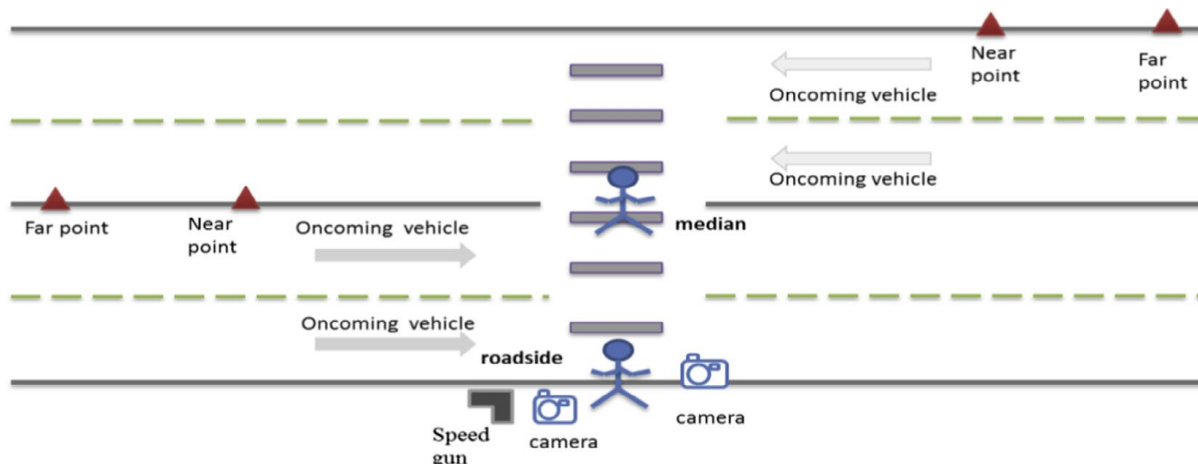 Near
point
Far
point
Oncoming vehicle
Oncoming vehicle
Far point
Near
point
Oncoming vehicle
median
Oncoming vehicle
roadside
camera
Speed
gun
camera